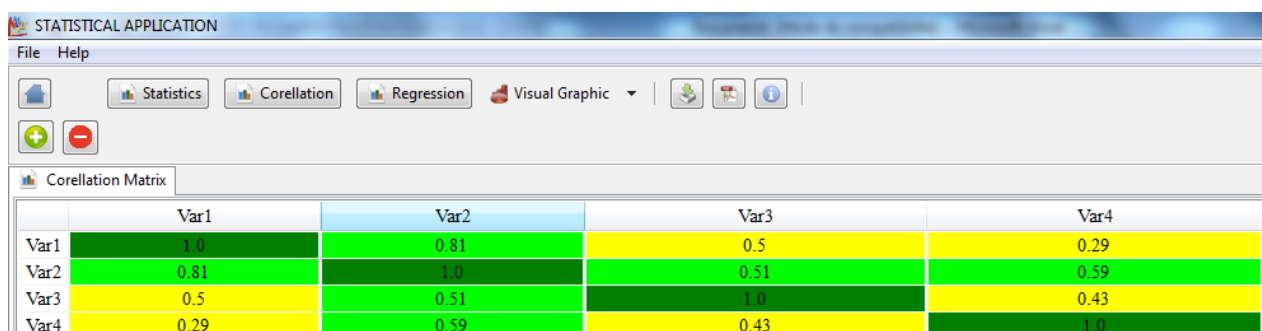 STATISTICAL APPLICATION
File Help
Statistics Corellation Regression Visual Graphic
Corellation Matrix
Var1 Var2 Var3 Var4
Var1 1.0 0.81 0.5 0.29
Var2 0.81 1.0 0.51 0.59
Var3 0.5 0.51 1.0 0.43
Var4 0.29 0.59 0.43 1.0